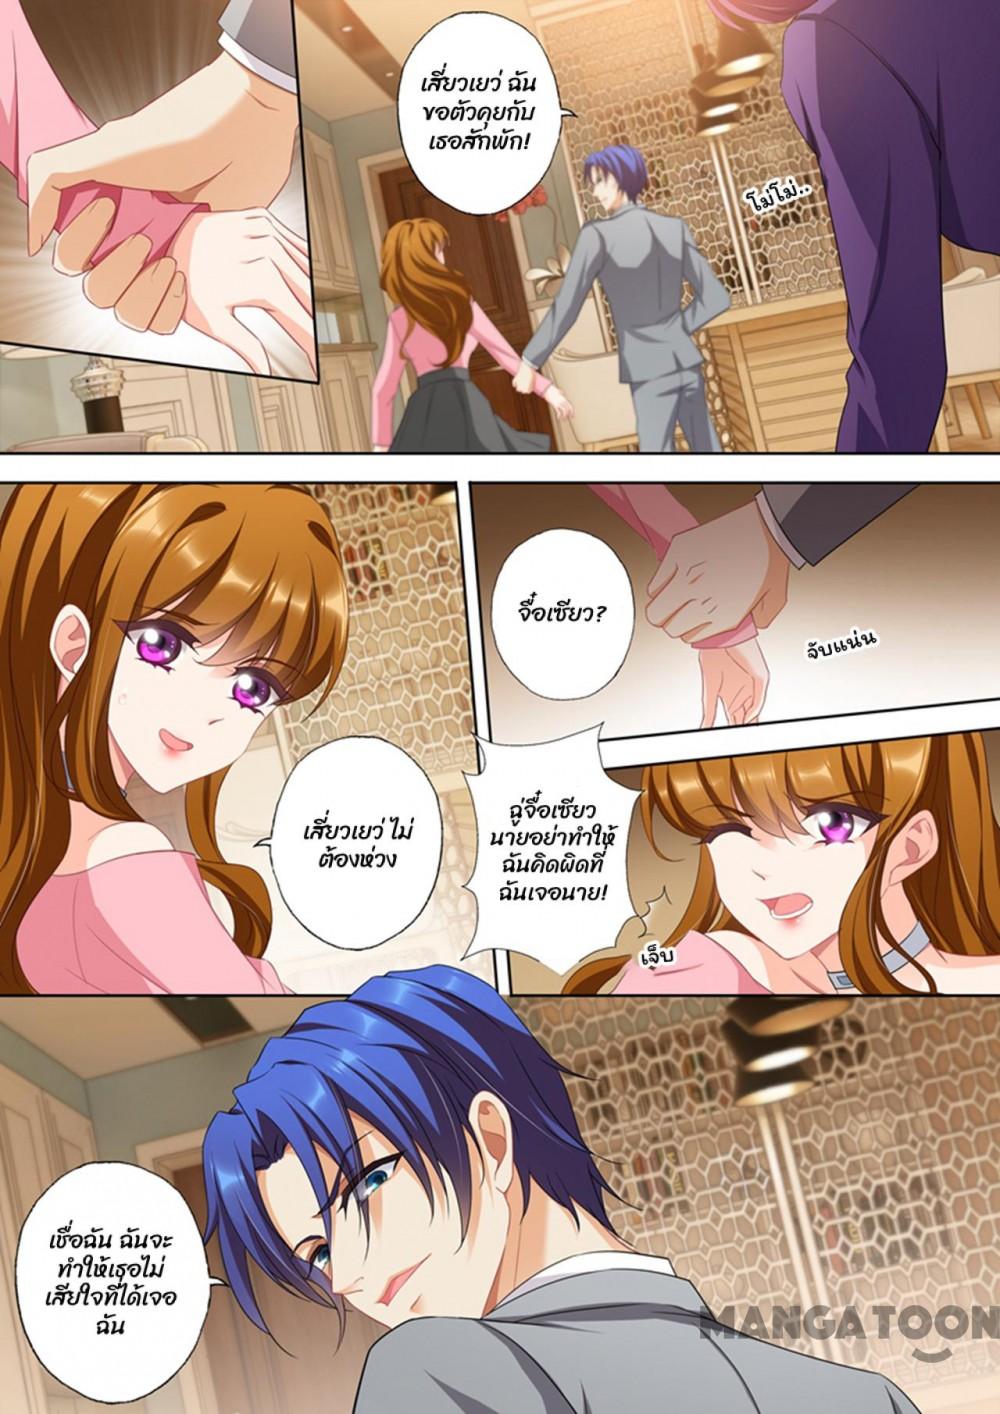 เสี่ยวเยว่ ฉัน
ขอตัวคุยกับ
เธอสักพัก!
โม่โม่..
จื๋อเซียว?
จับแน่น
เสี่ยวเยว่ ไม่
ต้องห่วง
ฉู่จื๋อเซียว
นายอย่าทำให้
ฉันคิดผิดที่
ฉันเจอนาย!
เจ็บ
เชื่อฉัน ฉันจะ
ทำให้เธอไม่
เสียใจที่ได้เจอ
ฉัน
MANGATOON